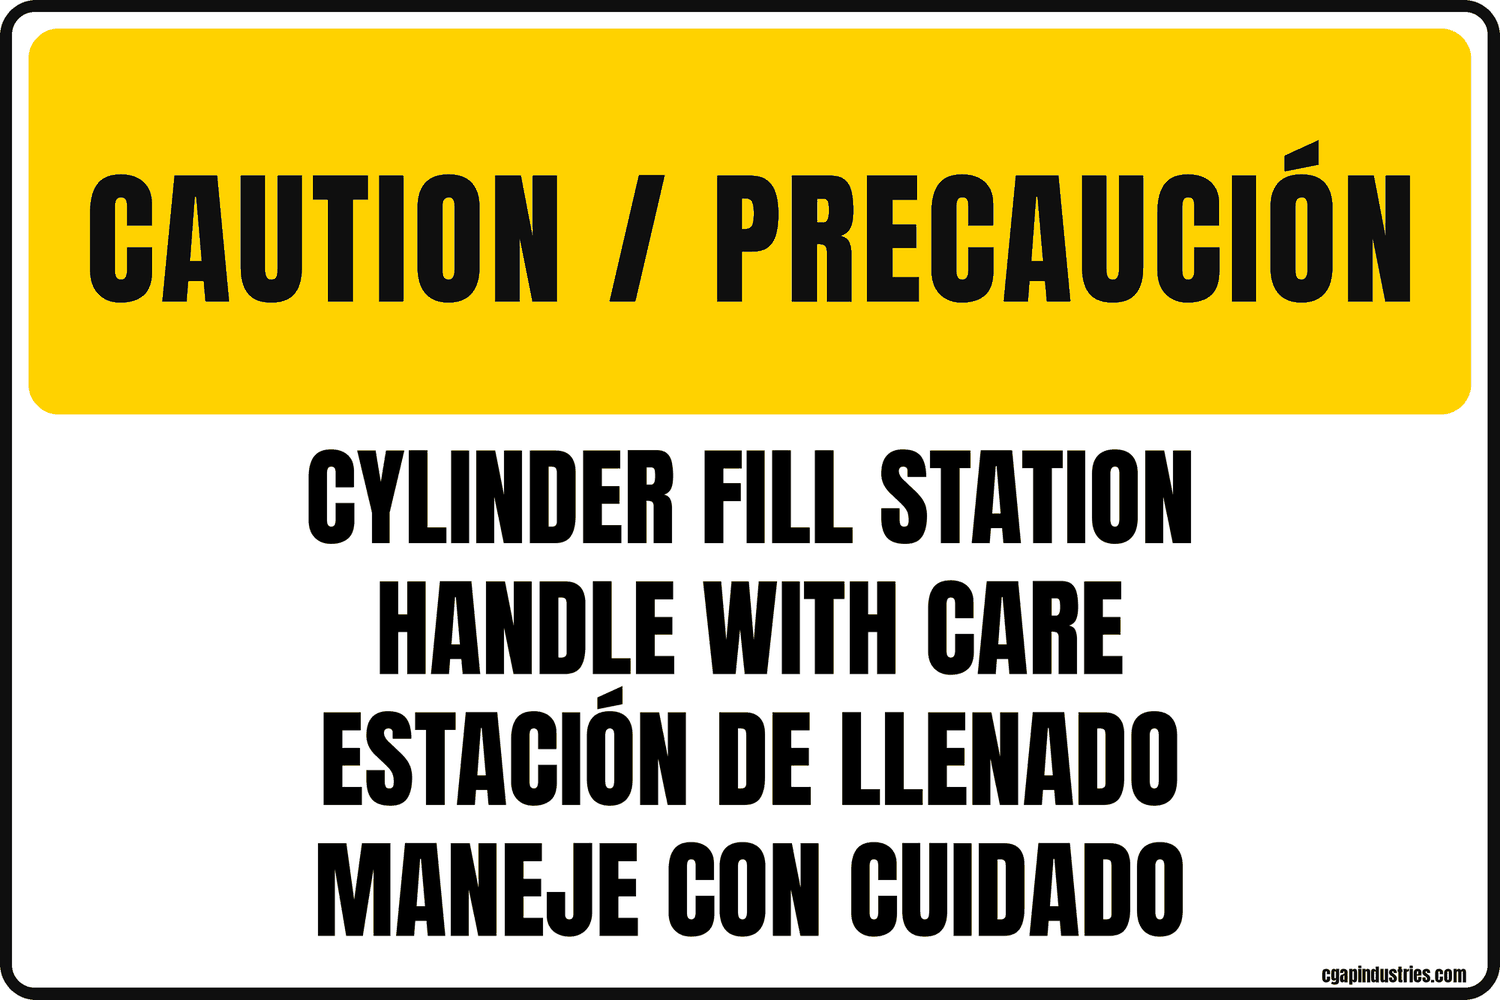 CAUTION / PRECAUCIÓN
CYLINDER FILL STATION
HANDLE WITH CARE
ESTACIÓN DE LLENADO
MANEJE CON CUIDADO
cgapindustries.com